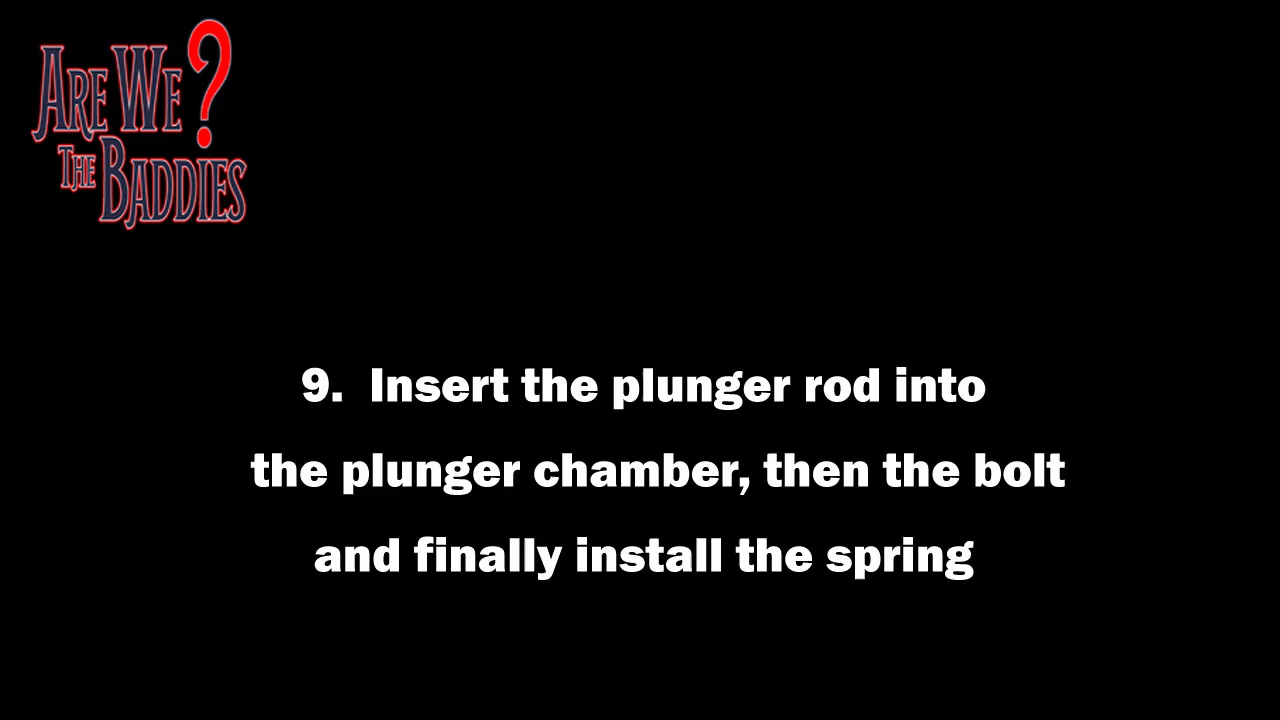 ARE WE ?
THE BADDIES
9. Insert the plunger rod into
the plunger chamber, then the bolt
and finally install the spring